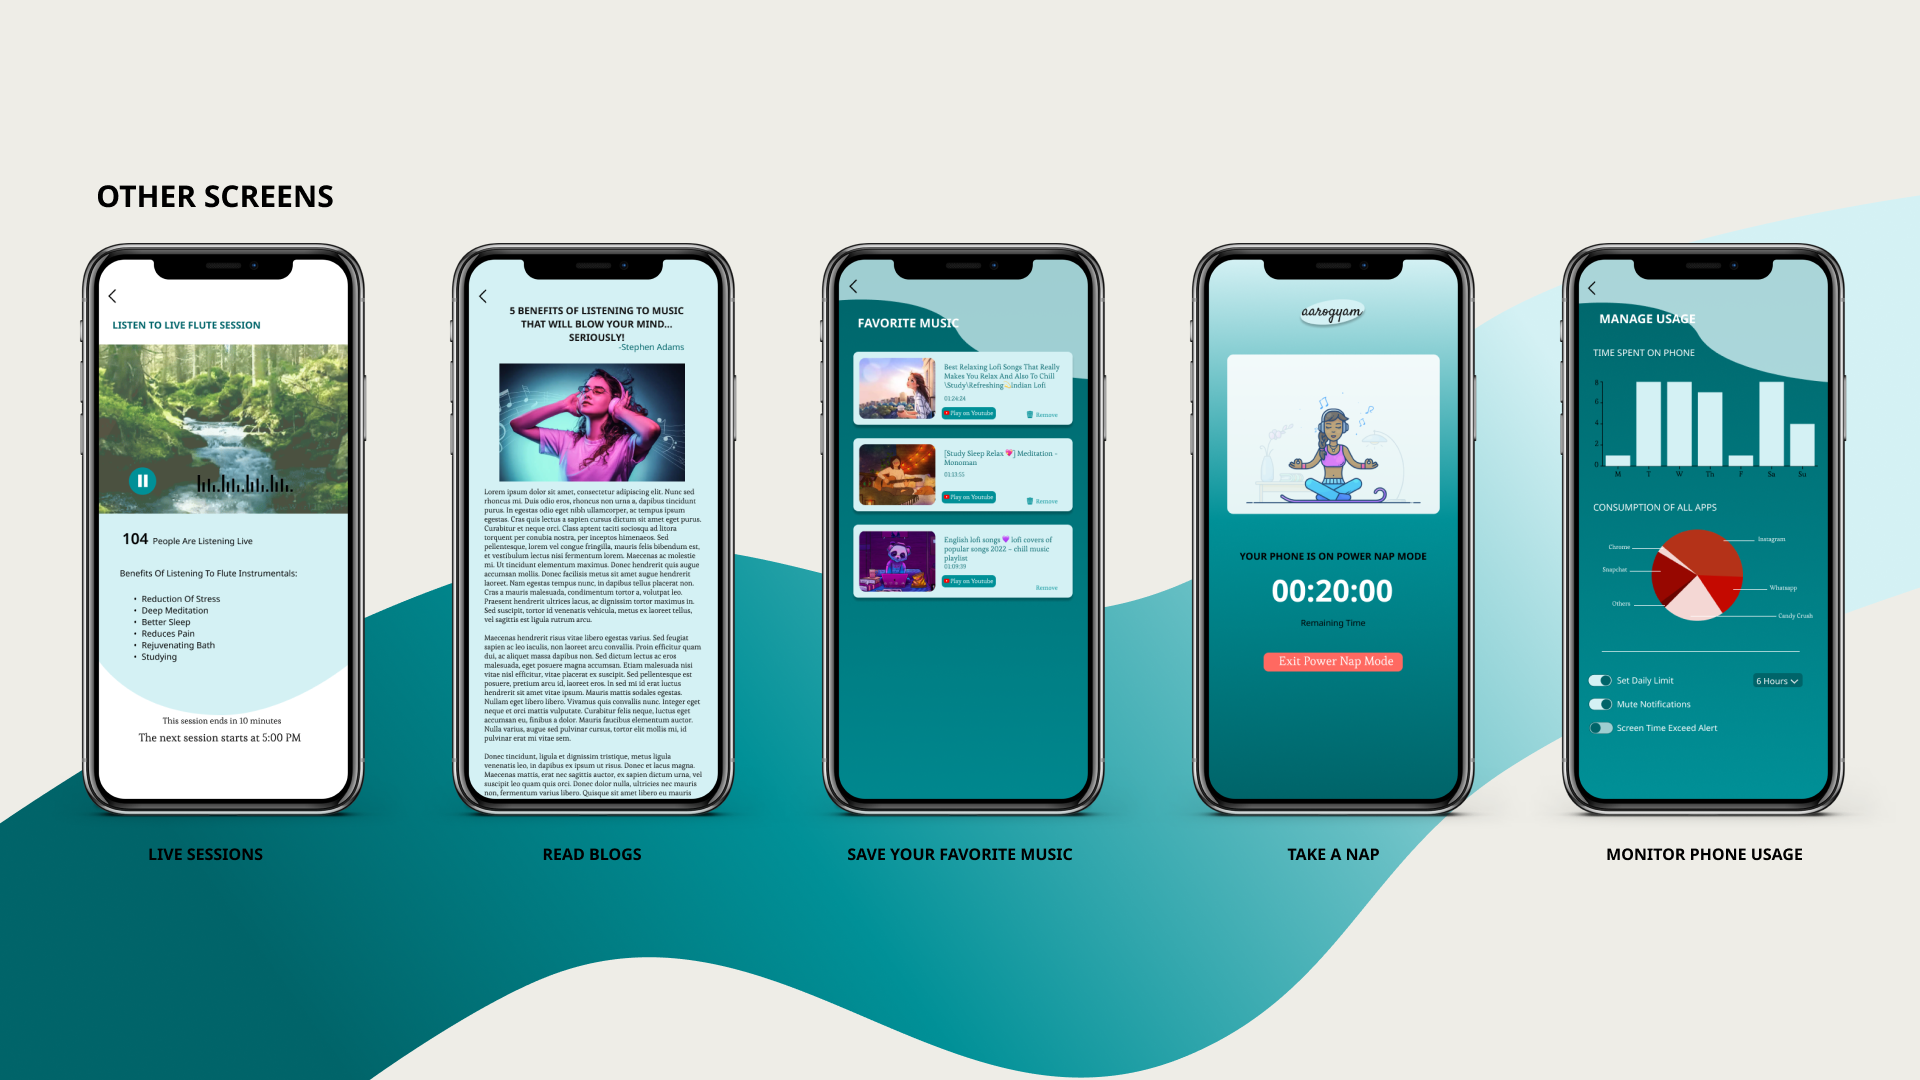 OTHER SCREENS
LISTEN TO LIVE FLUTE SESSION
104 People Are Listening Live
Benefits Of Listening To Flute Instrumentals:
• Reduction Of Stress
• Deep Meditation
• Better Sleep
• Reduces Pain
• Rejuvenating Bath
• Studying
This session ends in 10 minutes
The next session starts at 5:00 PM
LIVE SESSIONS
5 BENEFITS OF LISTENING TO MUSIC
THAT WILL BLOW YOUR MIND...
SERIOUSLY!
-Stephen Adams
Lorem ipsum dolor sit amet, consectetur adipiscing elit. Nunc sed
rhoncus mi. Duis odio eros, rhoncus non urna a, dapibus tincidunt
purus. In egestas odio eget nibh ullamcorper, ac tempus ipsum
egestas. Cras quis lectus a sapien cursus dictum sit amet eget purus.
Curabitur et neque orci. Class aptent taciti sociosqu ad litora
torquent per conubia nostra, per inceptos himenaeos. Sed
pellentesque, lorem vel congue fringilla, mauris felis bibendum est,
et vestibulum lectus nisi fermentum lorem. Maecenas ac molestie
mi. Ut tincidunt elementum maximus. Donec hendrerit quis augue
accumsan mollis. Donec facilisis metus sit amet augue hendrerit
laoreet. Nam egestas tempus nunc, in dapibus tellus placerat non.
Cras a mauris malesuada, condimentum tortor a, volutpat leo.
Praesent hendrerit ultrices lacus, ac dignissim tortor maximus in.
Sed suscipit, tortor id venenatis vehicula, metus ex laoreet tellus,
vel sagittis est ligula rutrum arcu.
Maecenas hendrerit risus vitae libero egestas varius. Sed feugiat
sapien ac leo iaculis, non laoreet arcu convallis. Proin efficitur quam
dui, ac aliquet massa dapibus non. Sed dictum lectus ac eros
malesuada, eget posuere magna accumsan. Etiam malesuada nisi
vitae nisl efficitur, vitae placerat ex suscipit. Sed pellentesque est
posuere, pretium arcu id, laoreet eros. In sed mi id erat luctus
hendrerit sit amet vitae ipsum. Mauris mattis sodales egestas.
Nullam eget libero libero. Vivamus quis convallis nunc. Integer eget
neque et orci mattis vulputate. Curabitur felis neque, luctus eget
accumsan eu, finibus a dolor. Mauris faucibus elementum auctor.
Nulla varius, augue sed pulvinar cursus, tortor elit mollis mi, id
pulvinar erat mi vitae sem.
Donec tincidunt, ligula et dignissim tristique, metus ligula
venenatis leo, in dapibus ex ipsum ut risus. Donec et lacus magna.
Maecenas mattis, erat nec sagittis auctor, ex sapien dictum urna, vel
suscipit leo quam quis orci. Donec dolor nulla, ultricies nec mauris
non, fermentum varius libero. Quisque sit amet libero eu mauris
READ BLOGS
FAVORITE MUSIC
Best Relaxing Lofi Songs That Really
Makes You Relax And Also To Chill
\Study\Refreshing💫Indian Lofi
01:24:24
Play on Youtube
Remove
[Study Sleep Relax 💖] Meditation -
Monoman
01:13:55
Play on Youtube
Remove
English lofi songs 💜 lofi covers of
popular songs 2022 - chill music
playlist
01:09:39
Play on Youtube
Remove
SAVE YOUR FAVORITE MUSIC
aarogyam
YOUR PHONE IS ON POWER NAP MODE
00:20:00
Remaining Time
Exit Power Nap Mode
TAKE A NAP
MANAGE USAGE
TIME SPENT ON PHONE
8
6
4
2
0
M T W Th F Sa Su
CONSUMPTION OF ALL APPS
Instagram
Chrome
Snapchat
Whatsapp
Others
Candy Crush
Set Daily Limit
6 Hours
Mute Notifications
Screen Time Exceed Alert
MONITOR PHONE USAGE